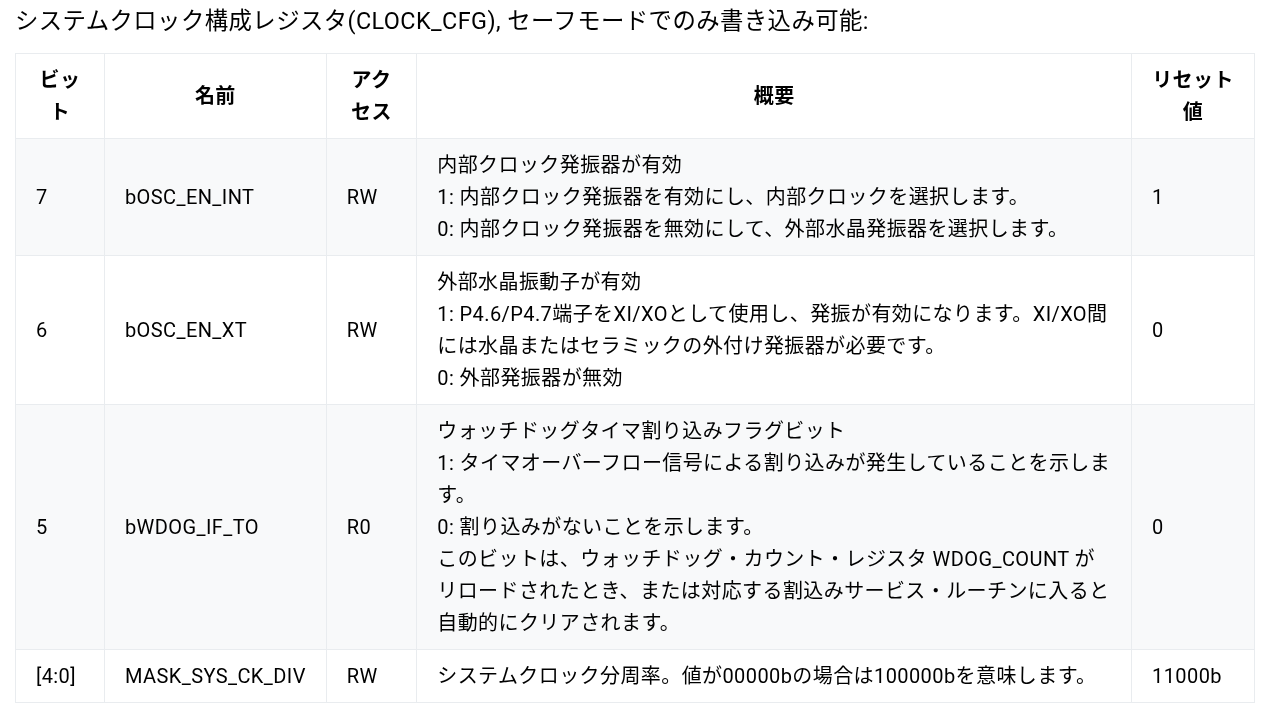 システムクロック構成レジスタ(CLOCK_CFG), セーフモードでのみ書き込み可能:
ビッ
ト
名前
アク
セス
概要
リセット
値
7
bOSC_EN_INT
RW
内部クロック発振器が有効
1: 内部クロック発振器を有効にし、内部クロックを選択します。
0: 内部クロック発振器を無効にして、外部水晶発振器を選択します。
1
6
bOSC_EN_XT
RW
外部水晶振動子が有効
1: P4.6/P4.7端子をXI/XOとして使用し、発振が有効になります。XI/XO間
には水晶またはセラミックの外付け発振器が必要です。
0: 外部発振器が無効
0
5
bWDOG_IF_TO
R0
ウォッチドッグタイマ割り込みフラグビット
1: タイマオーバーフロー信号による割り込みが発生していることを示しま
す。
0: 割り込みがないことを示します。
このビットは、ウォッチドッグ・カウント・レジスタ WDOG_COUNT が
リロードされたとき、または対応する割込みサービス・ルーチンに入ると
自動的にクリアされます。
0
[4:0]
MASK_SYS_CK_DIV
RW
システムクロック分周率。値が00000bの場合は100000bを意味します。
11000b